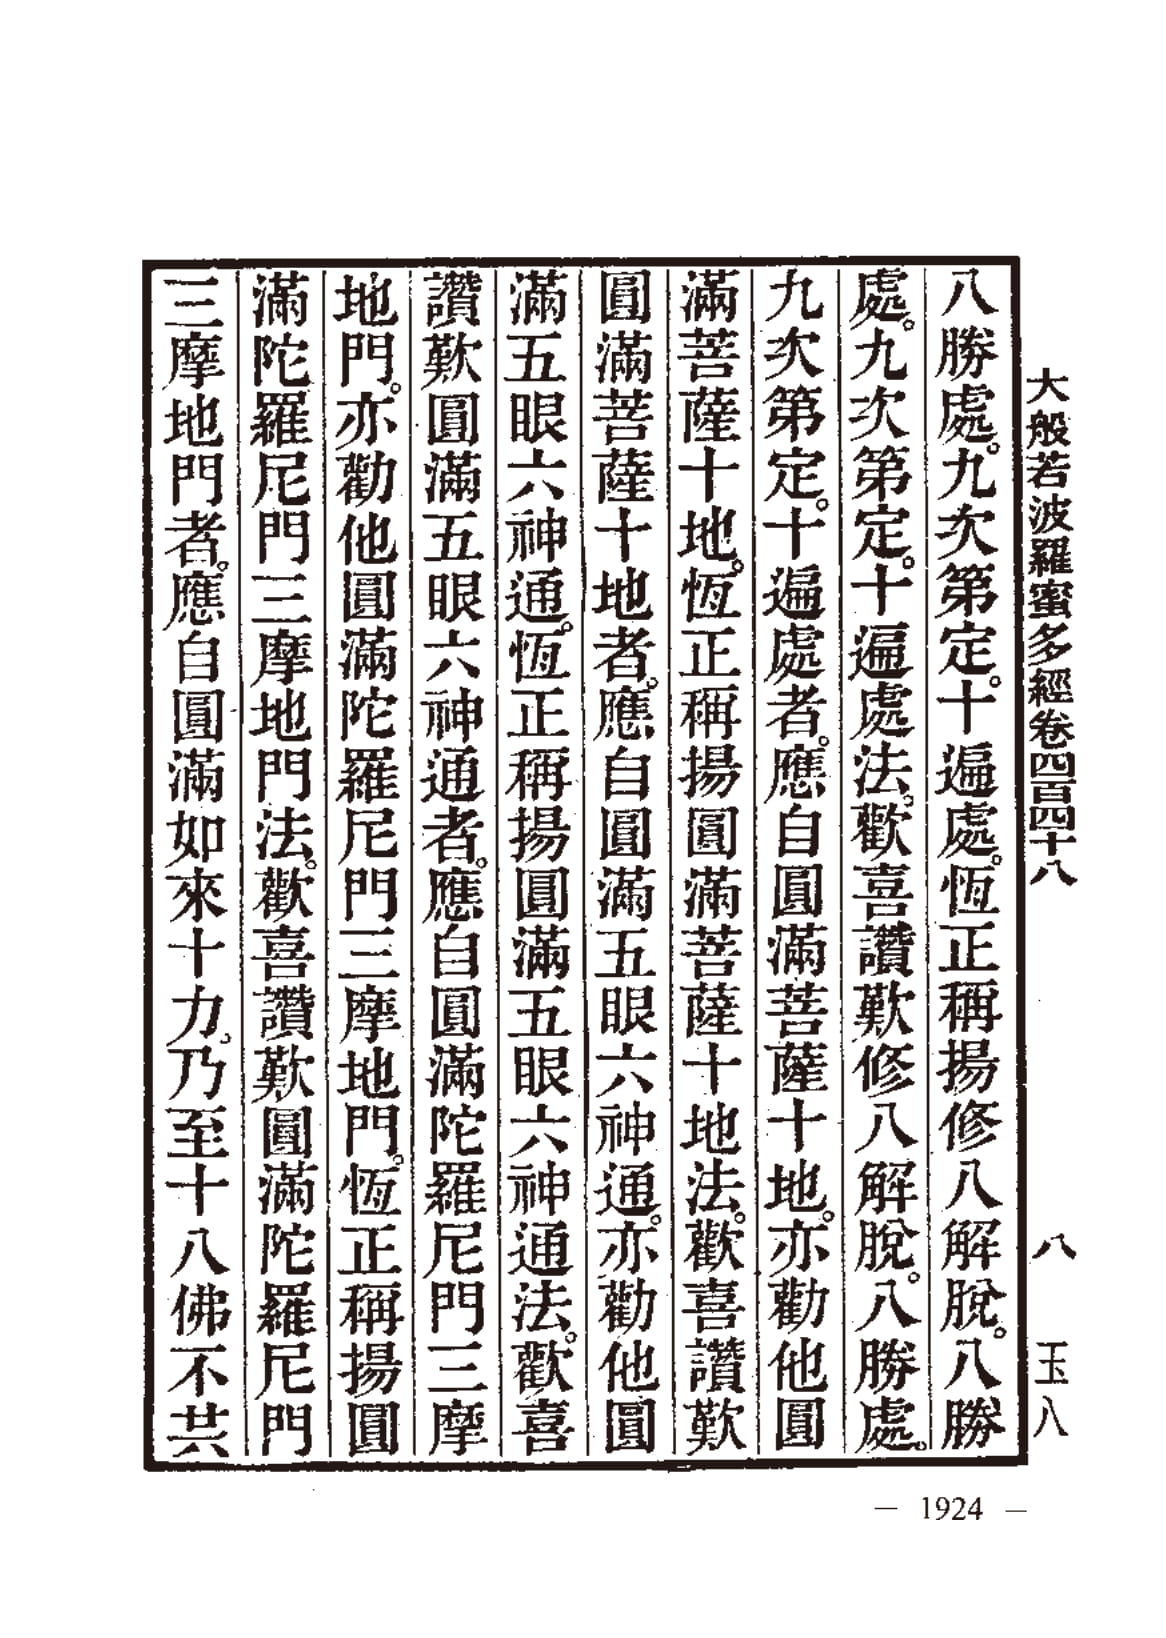 大般若波羅蜜多經卷四百四十八　八　玉八
八勝處。九次第定。十遍處。恆正稱揚修八解脫。八勝
處。九次第定。十遍處法。歡喜讚歎修八解脫。八勝處。
九次第定。十遍處者。應自圓滿菩薩十地。亦勸他圓
滿菩薩十地。恆正稱揚圓滿菩薩十地法。歡喜讚歎
圓滿菩薩十地者。應自圓滿五眼六神通。亦勸他圓
滿五眼六神通。恆正稱揚圓滿五眼六神通法。歡喜
讚歎圓滿五眼六神通者。應自圓滿陀羅尼門三摩
地門。亦勸他圓滿陀羅尼門三摩地門。恆正稱揚圓
滿陀羅尼門三摩地門法。歡喜讚歎圓滿陀羅尼門
三摩地門者。應自圓滿如來十力。乃至十八佛不共
— 1924 —